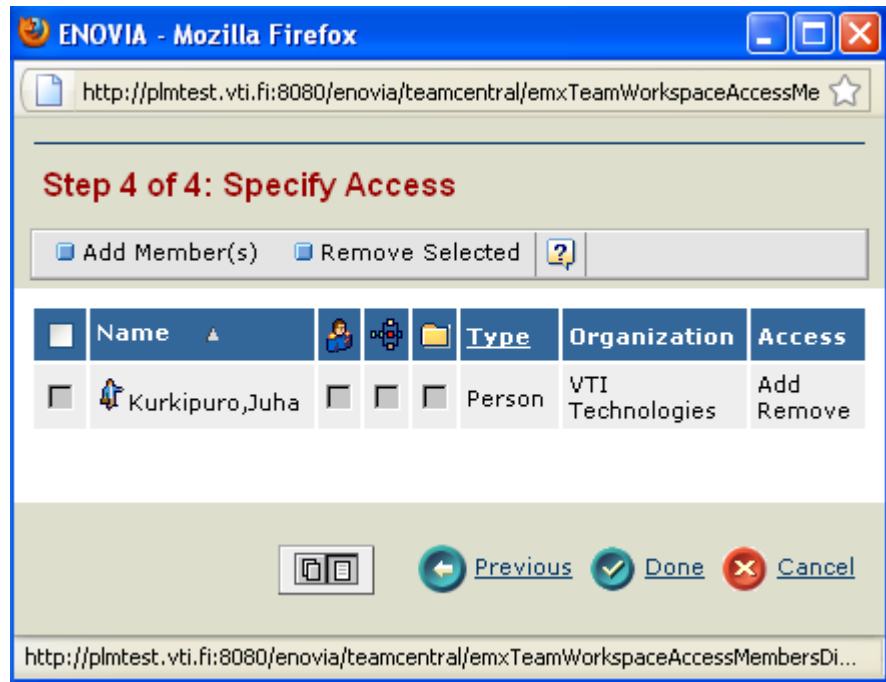 ENOVIA - Mozilla Firefox
http://plmtest.vti.fi:8080/enovia/teamcentral/emxTeamWorkspaceAccessMe
Step 4 of 4: Specify Access
Add Member(s) Remove Selected ?
Name Type Organization Access
Kurkipuro,Juha Person VTI Technologies Add Remove
Previous Done Cancel
http://plmtest.vti.fi:8080/enovia/teamcentral/emxTeamWorkspaceAccessMembersDi...